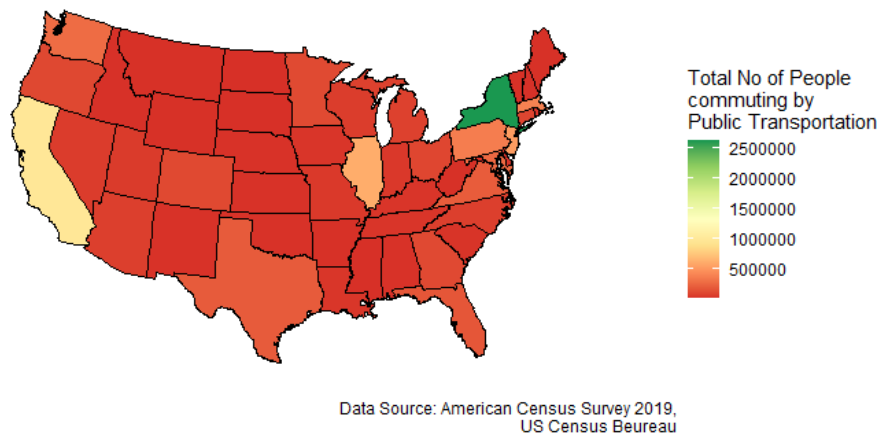 Total No of People
commuting by
Public Transportation
2500000
2000000
1500000
1000000
500000
Data Source: American Census Survey 2019,
US Census Beureau